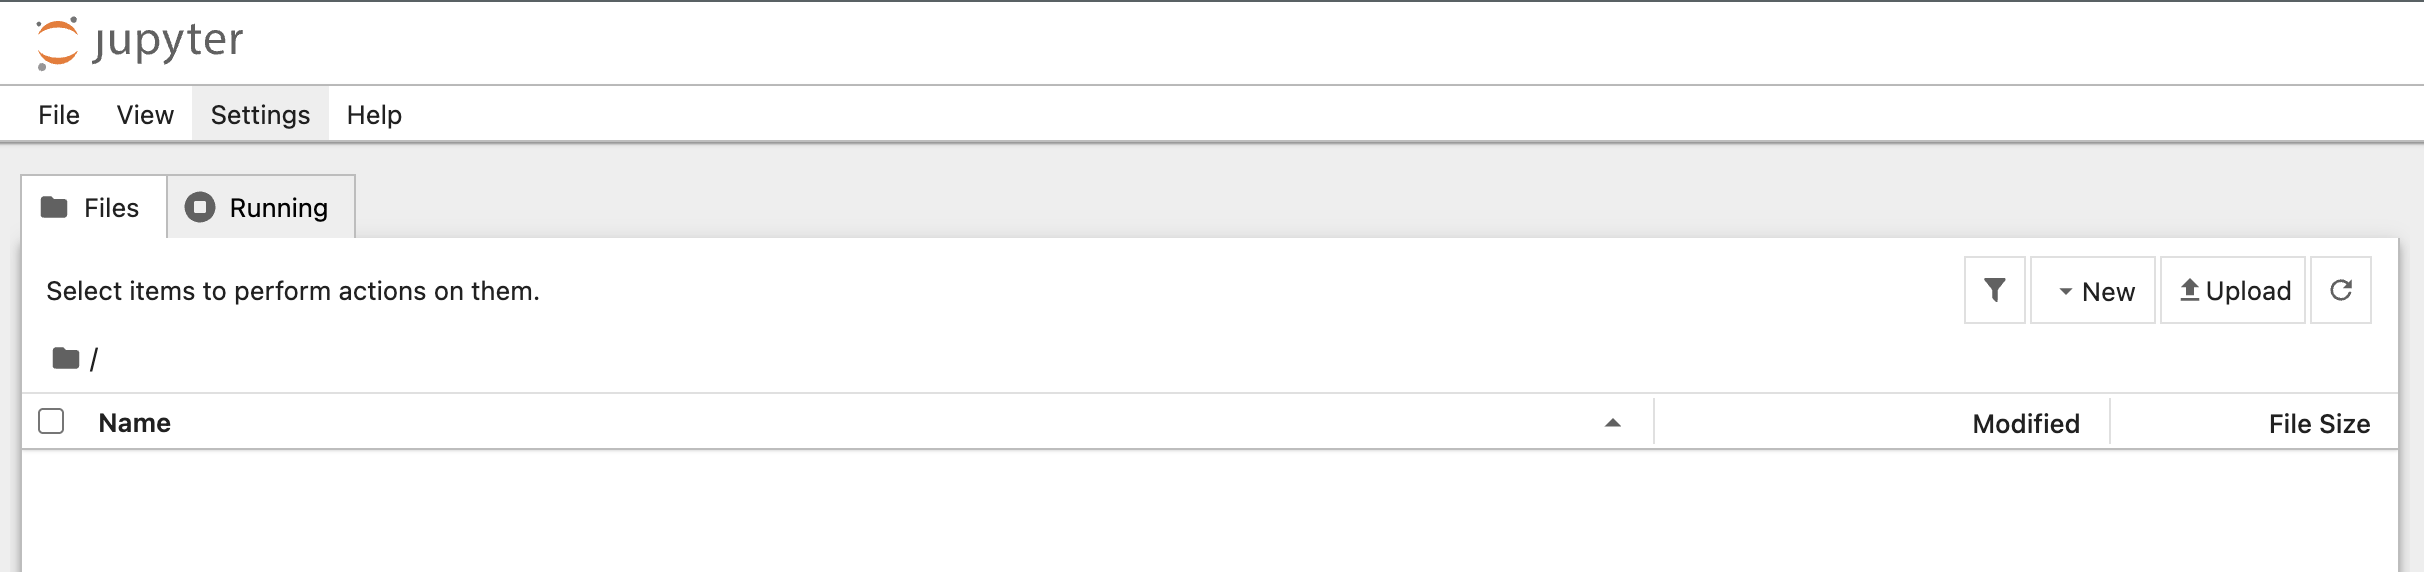 jupyter
File View Settings Help
Files Running
Select items to perform actions on them. New Upload
/
Name Modified File Size